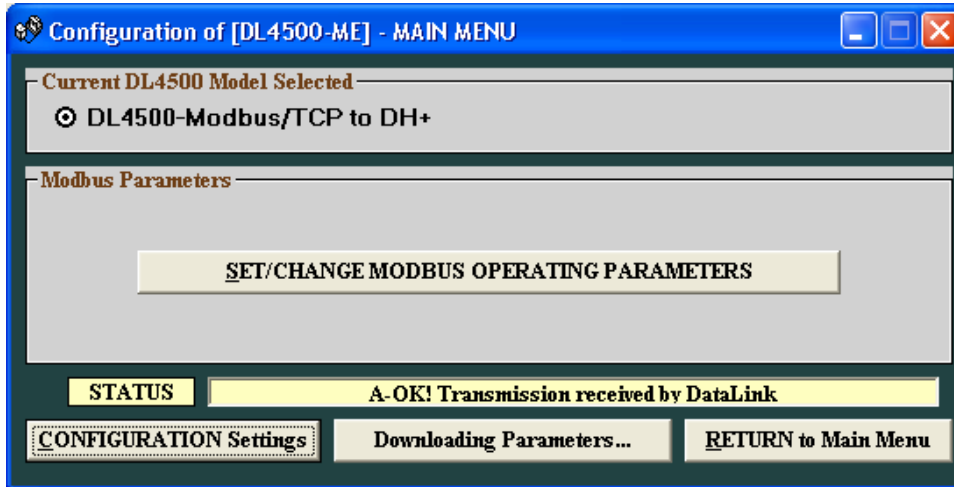 Configuration of [DL4500-ME] - MAIN MENU
Current DL4500 Model Selected
DL4500-Modbus/TCP to DH+
Modbus Parameters
SET/CHANGE MODBUS OPERATING PARAMETERS
STATUS A-OK! Transmission received by DataLink
CONFIGURATION Settings Downloading Parameters... RETURN to Main Menu